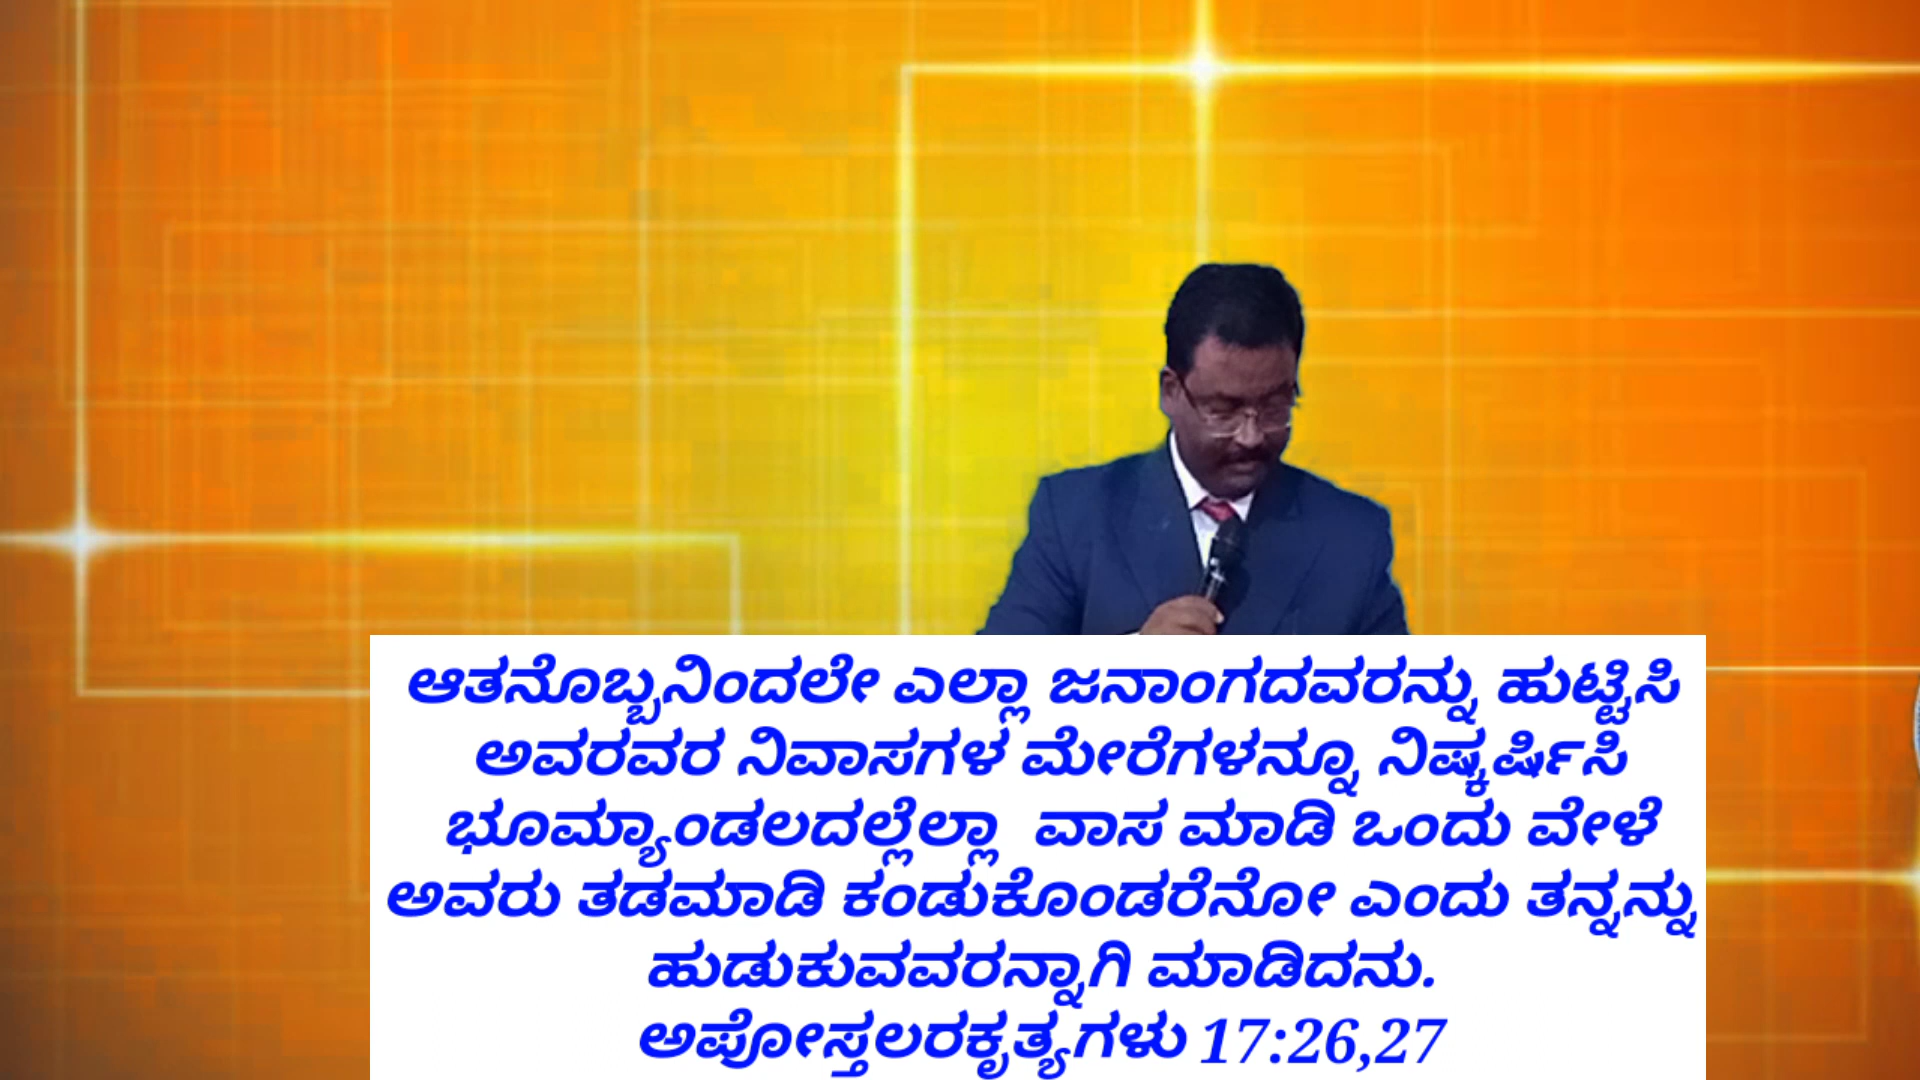 ಆತನೊಬ್ಬನಿಂದಲೇ ಎಲ್ಲಾ ಜನಾಂಗದವರನ್ನು ಹುಟ್ಟಿಸಿ
ಅವರವರ ನಿವಾಸಗಳ ಮೇರೆಗಳನ್ನೂ ನಿಷ್ಕರ್ಷಿಸಿ
ಭೂಮ್ಯಾಂಡಲದಲ್ಲೆಲ್ಲಾ ವಾಸ ಮಾಡಿ ಒಂದು ವೇಳೆ
ಅವರು ತಡಮಾಡಿ ಕಂಡುಕೊಂಡರೆನೋ ಎಂದು ತನ್ನನ್ನು
ಹುಡುಕುವವರನ್ನಾಗಿ ಮಾಡಿದನು.
ಅಪೋಸ್ತಲರಕೃತ್ಯಗಳು 17:26,27